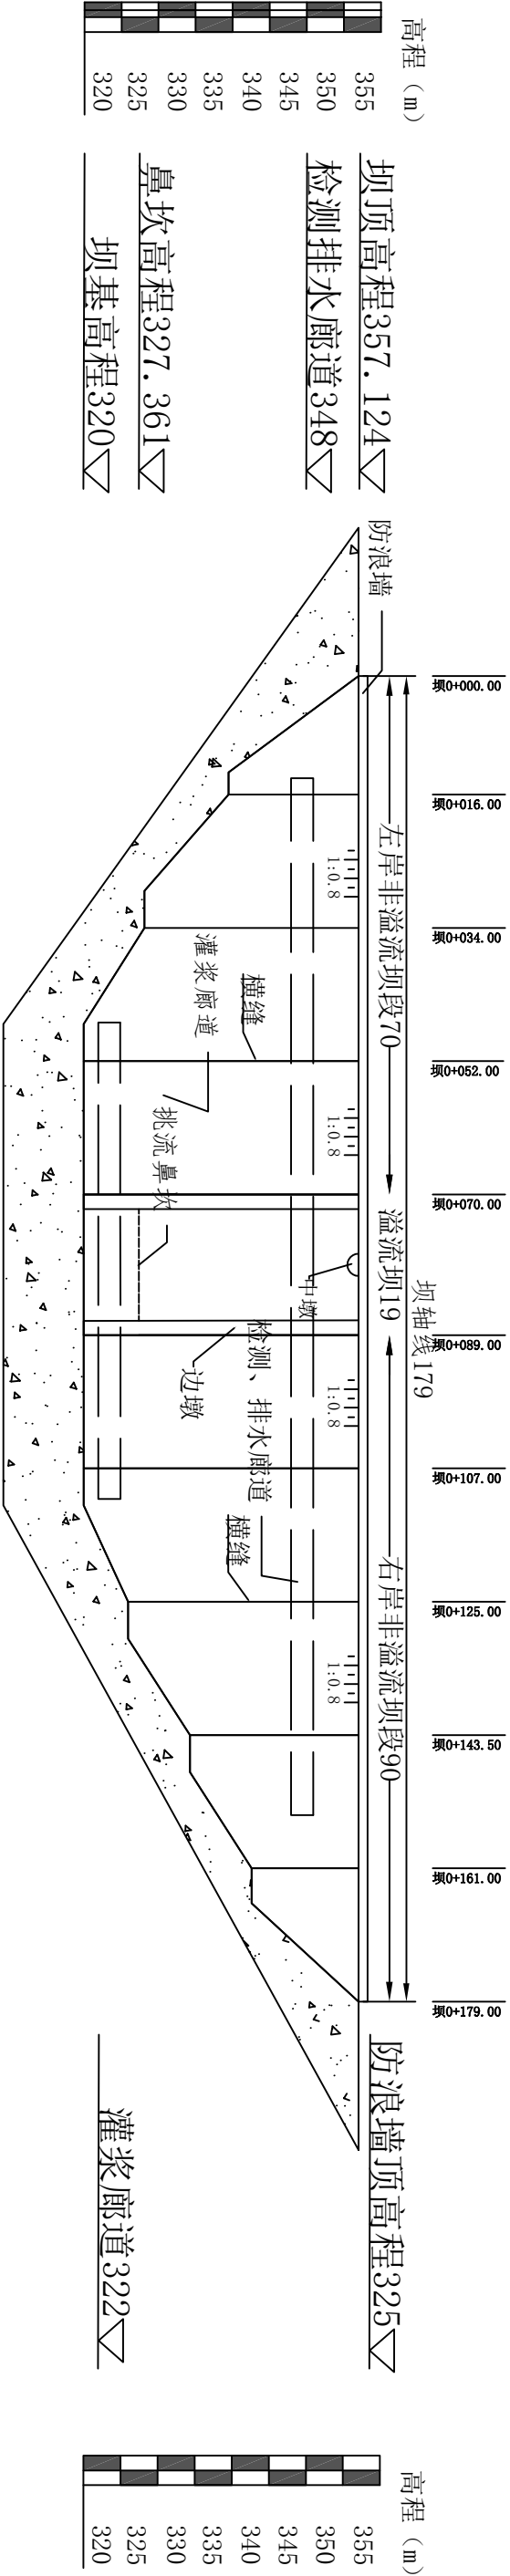 高程（m）
355
350
345
340
335
330
325
320
坝顶高程357.124
检测排水廊道348
鼻坎高程327.361
坝基高程320
防浪墙
坝0+000.00
坝0+016.00
坝0+034.00
坝0+052.00
坝0+070.00
坝0+089.00
坝0+107.00
坝0+125.00
坝0+143.50
坝0+161.00
坝0+179.00
坝轴线179
左岸非溢流坝段70
溢流坝19
右岸非溢流坝段90
1:0.8
1:0.8
1:0.8
1:0.8
灌浆廊道
横缝
挑流鼻坎
中墩
边墩
检测、排水廊道
横缝
防浪墙顶高程325
灌浆廊道322
高程（m）
355
350
345
340
335
330
325
320